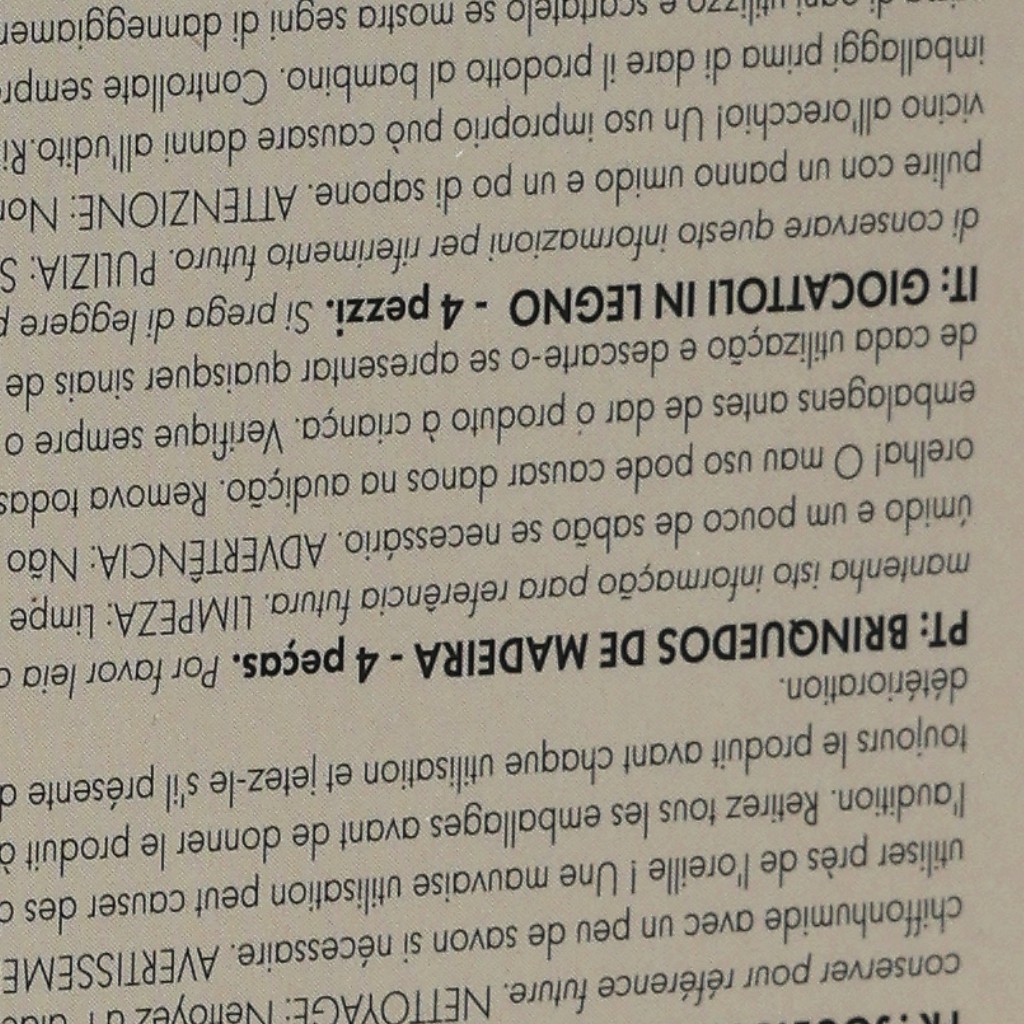 conserver pour référence future. NETTOYAGE: Nettoyez
chiffonhumide avec un peu de savon si nécessaire. AVERTISSEME
utiliser près de l'oreille ! Une mauvaise utilisation peut causer des
l'audition. Retirez tous les emballages avant de donner le produit à
toujours le produit avant chaque utilisation et jetez-le s'il présente d
détérioration.
PT: BRINQUEDOS DE MADEIRA - 4 peças. Por favor leia
mantenha isto informação para referência futura. LIMPEZA: Limpe
úmido e um pouco de sabão se necessário. ADVERTÊNCIA: Não
orelha! O mau uso pode causar danos na audição. Remova todas
embalagens antes de dar o produto à criança. Verifique sempre o
de cada utilização e descarte-o se apresentar quaisquer sinais de
IT: GIOCATTOLI IN LEGNO - 4 pezzi. Si prega di leggere
di conservare questo informazioni per riferimento futuro. PULIZIA: S
pulire con un panno umido e un po di sapone. ATTENZIONE: Non
vicino all'orecchio! Un uso improprio può causare danni all'udito.Ri
imballaggi prima di dare il prodotto al bambino. Controllate sempr
di ogni utilizzo e scartatelo se mostra segni di danneggiamen